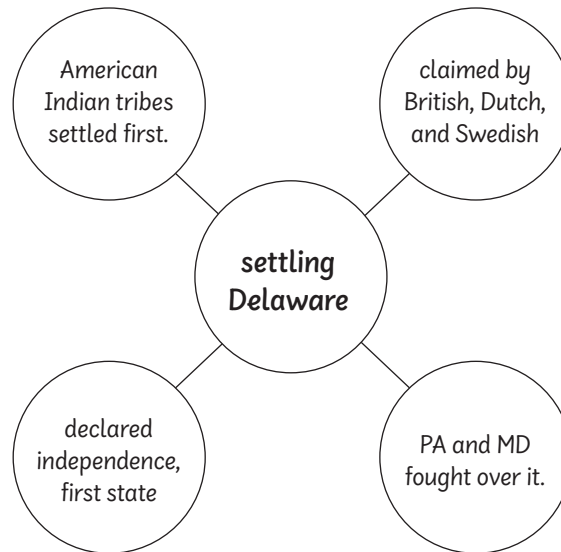 American
Indian tribes
settled first.
claimed by
British, Dutch,
and Swedish
settling
Delaware
declared
independence,
first state
PA and MD
fought over it.